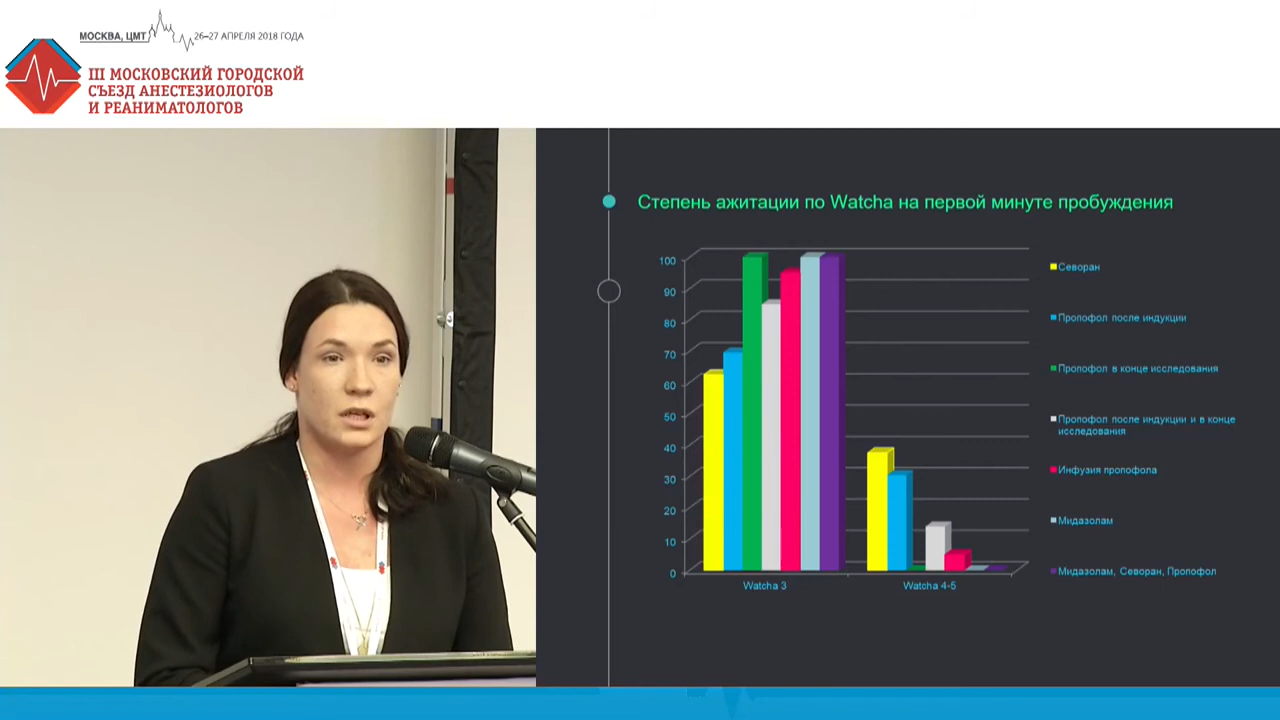 МОСКВА, ЦМТ 26–27 АПРЕЛЯ 2018 ГОДА
III МОСКОВСКИЙ ГОРОДСКОЙ
СЪЕЗД АНЕСТЕЗИОЛОГОВ
И РЕАНИМАТОЛОГОВ
Степень ажитации по Watcha на первой минуте пробуждения
100
90
80
70
60
50
40
30
20
10
0
Watcha 3
Watcha 4-5
Севоран
Пропофол после индукции
Пропофол в конце исследования
Пропофол после индукции и в конце
исследования
Инфузия пропофола
Мидазолам
Мидазолам, Севоран, Пропофол